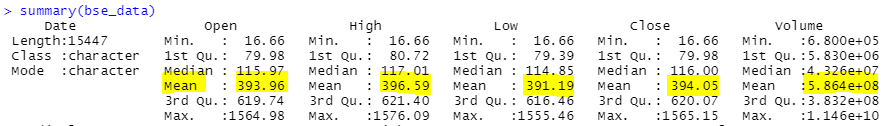 > summary(bse_data)
Date Open High Low Close Volume
Length:15447 Min. : 16.66 Min. : 16.66 Min. : 16.66 Min. : 16.66 Min. :6.800e+05
Class :character 1st Qu.: 79.98 1st Qu.: 80.72 1st Qu.: 79.39 1st Qu.: 79.98 1st Qu.:5.830e+06
Mode :character Median : 115.97 Median : 117.01 Median : 114.85 Median : 116.00 Median :4.326e+07
Mean : 393.96 Mean : 396.59 Mean : 391.19 Mean : 394.05 Mean :5.864e+08
3rd Qu.: 619.74 3rd Qu.: 621.40 3rd Qu.: 616.46 3rd Qu.: 620.07 3rd Qu.:3.832e+08
Max. :1564.98 Max. :1576.09 Max. :1555.46 Max. :1565.15 Max. :1.146e+10